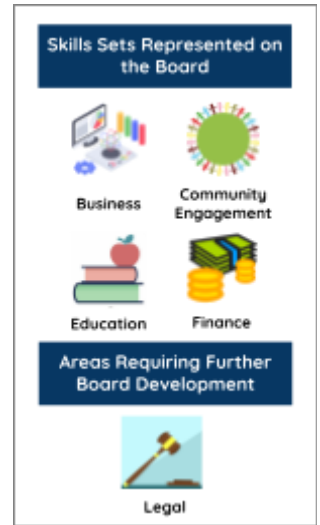 Skills Sets Represented on
the Board
Business
Community
Engagement
Education
Finance
Areas Requiring Further
Board Development
Legal